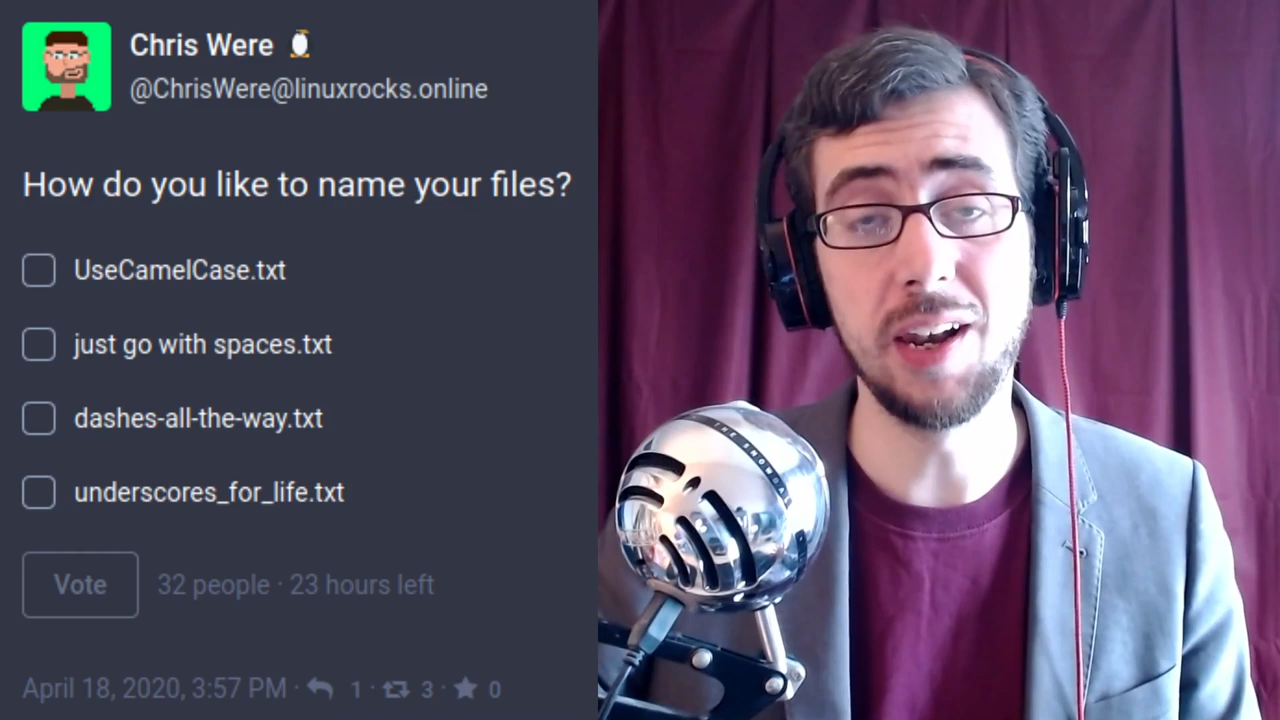 Chris Were 🐧
@ChrisWere@linuxrocks.online
How do you like to name your files?
UseCamelCase.txt
just go with spaces.txt
dashes-all-the-way.txt
underscores_for_life.txt
Vote 32 people · 23 hours left
April 18, 2020, 3:57 PM · 1 · 3 · 0
THE SNOWBALL